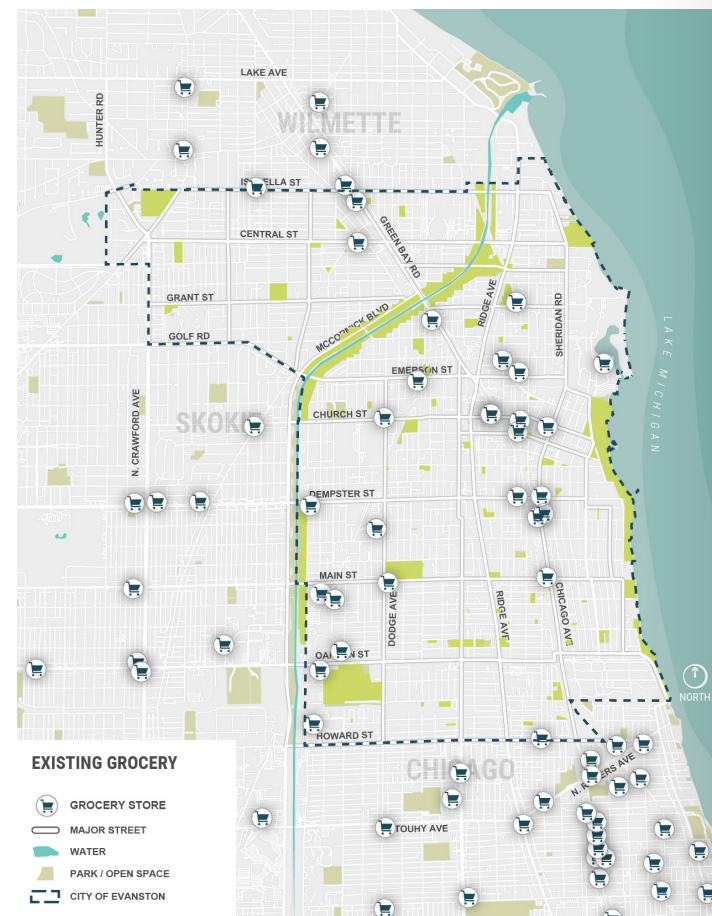 LAKE AVE
HUNTER RD
WILMETTE
ISABELLA ST
CENTRAL ST
GREEN BAY RD
GRANT ST
RIDGE AVE
SHERIDAN RD
MCCORMICK BLVD
GOLF RD
LAKE MICHIGAN
EMERSON ST
N. CRAWFORD AVE
SKOKIE
CHURCH ST
DEMPSTER ST
MAIN ST
DODGE AVE
RIDGE AVE
CHICAGO AVE
OAKTON ST
NORTH
HOWARD ST
EXISTING GROCERY
CHICAGO
N. ROGERS AVE
GROCERY STORE
MAJOR STREET
TOUHY AVE
WATER
PARK / OPEN SPACE
CITY OF EVANSTON